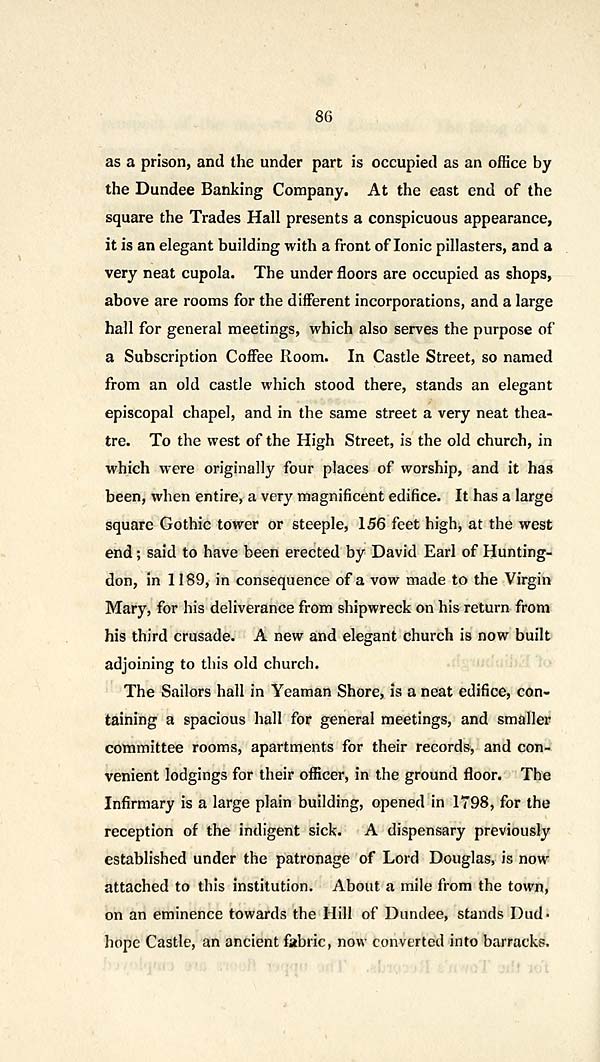 86
as a prison, and the under part is occupied as an office by
the Dundee Banking Company. At the east end of the
square the Trades Hall presents a conspicuous appearance,
it is an elegant building with a front of Ionic pillasters, and a
very neat cupola. The under floors are occupied as shops,
above are rooms for the different incorporations, and a large
hall for general meetings, which also serves the purpose of
a Subscription Coffee Room. In Castle Street, so named
from an old castle which stood there, stands an elegant
episcopal chapel, and in the same street a very neat thea-
tre. To the west of the High Street, is the old church, in
which were originally four places of worship, and it has
been, when entire, a very magnificent edifice. It has a large
square Gothic tower or steeple, 156 feet high, at the west
end; said to have been erected by David Earl of Hunting-
don, in 1189, in consequence of a vow made to the Virgin
Mary, for his deliverance from shipwreck on his return from
his third crusade. A new and elegant church is now built
adjoining to this old church.
The Sailors hall in Yeaman Shore, is a neat edifice, con-
taining a spacious hall for general meetings, and smaller
committee rooms, apartments for their records, and con-
venient lodgings for their officer, in the ground floor. The
Infirmary is a large plain building, opened in 1798, for the
reception of the indigent sick. A dispensary previously
established under the patronage of Lord Douglas, is now
attached to this institution. About a mile from the town,
on an eminence towards the Hill of Dundee, stands Dud-
hope Castle, an ancient fabric, now converted into barracks.